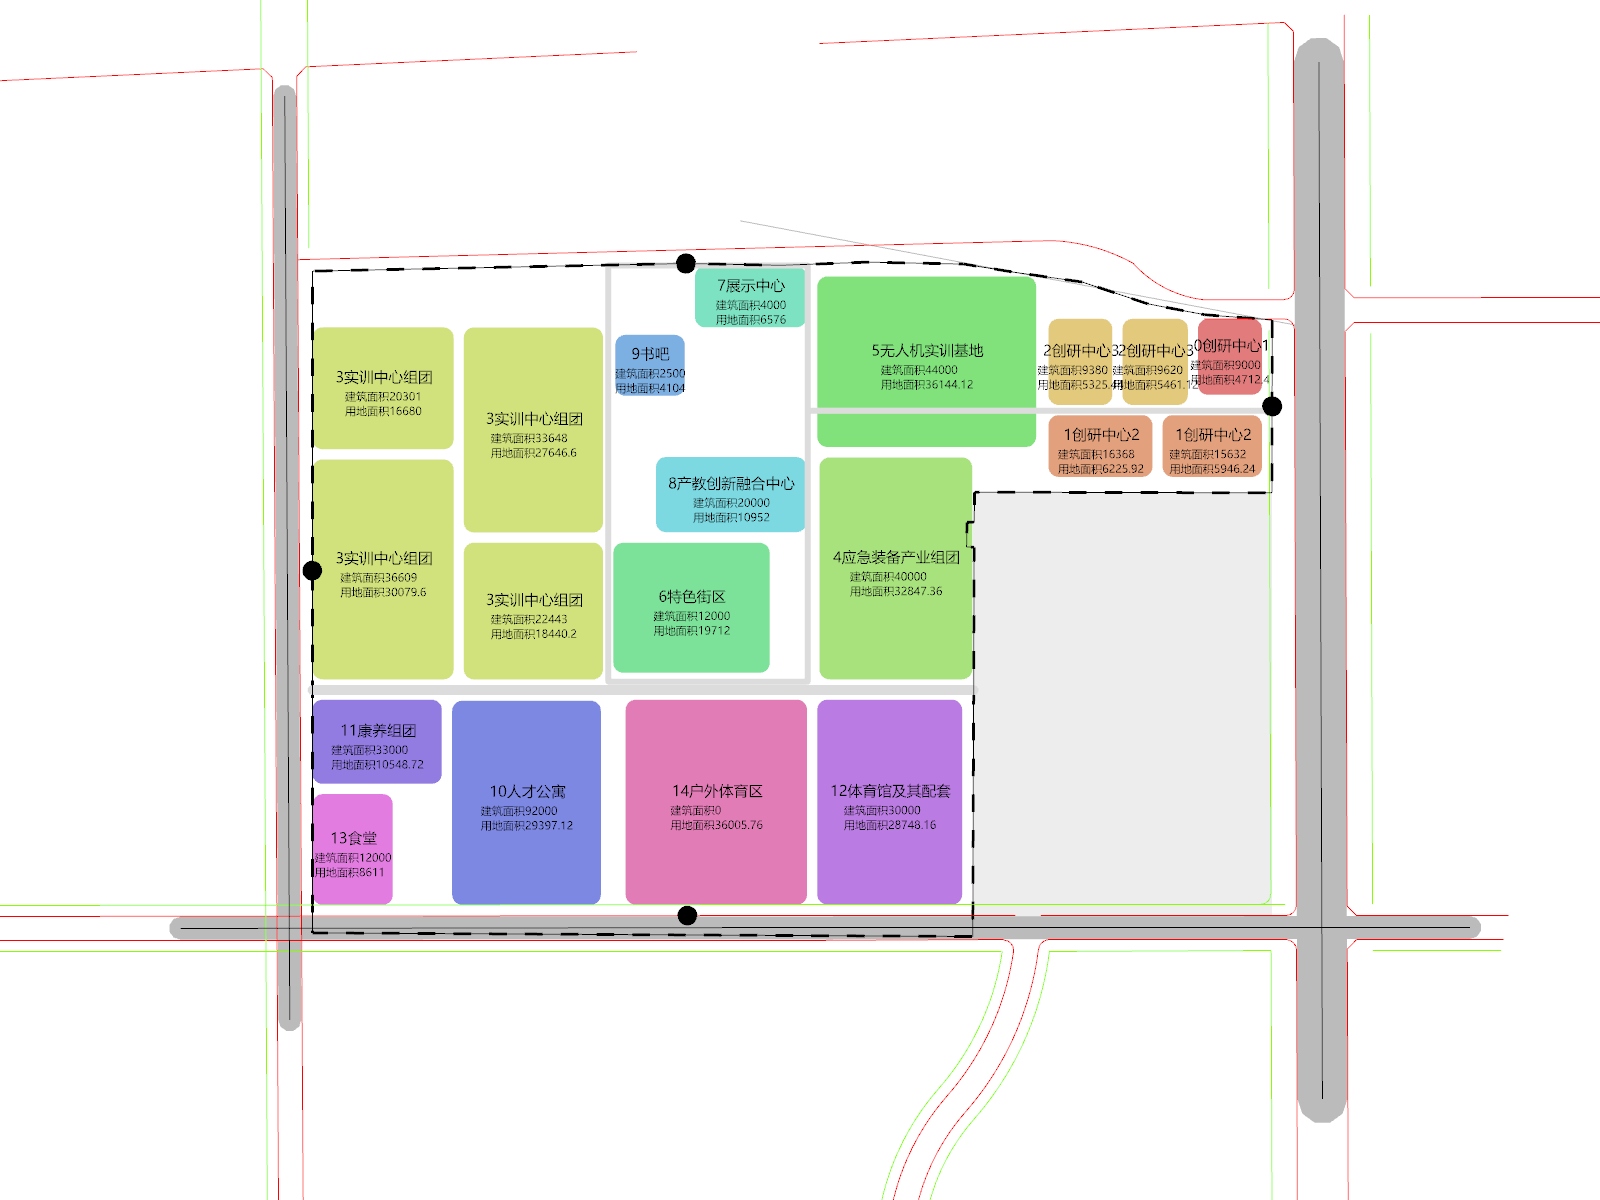 7展示中心
建筑面积4000
用地面积6576
9书吧
建筑面积2500
用地面积4104
5无人机实训基地
建筑面积44000
用地面积36144.12
2创研中心3
建筑面积9380
用地面积5325.44
2创研中心3
建筑面积9620
用地面积5461.12
0创研中心1
建筑面积9000
用地面积4712.4
3实训中心组团
建筑面积20301
用地面积16680
3实训中心组团
建筑面积33648
用地面积27646.6
1创研中心2
建筑面积16368
用地面积6225.92
1创研中心2
建筑面积15632
用地面积5946.24
8产教创新融合中心
建筑面积20000
用地面积10952
3实训中心组团
建筑面积36609
用地面积30079.6
3实训中心组团
建筑面积22443
用地面积18440.2
6特色街区
建筑面积12000
用地面积19712
4应急装备产业组团
建筑面积40000
用地面积32847.36
11康养组团
建筑面积33000
用地面积10548.72
10人才公寓
建筑面积92000
用地面积29397.12
14户外体育区
建筑面积0
用地面积36005.76
12体育馆及其配套
建筑面积30000
用地面积28748.16
13食堂
建筑面积12000
用地面积8611